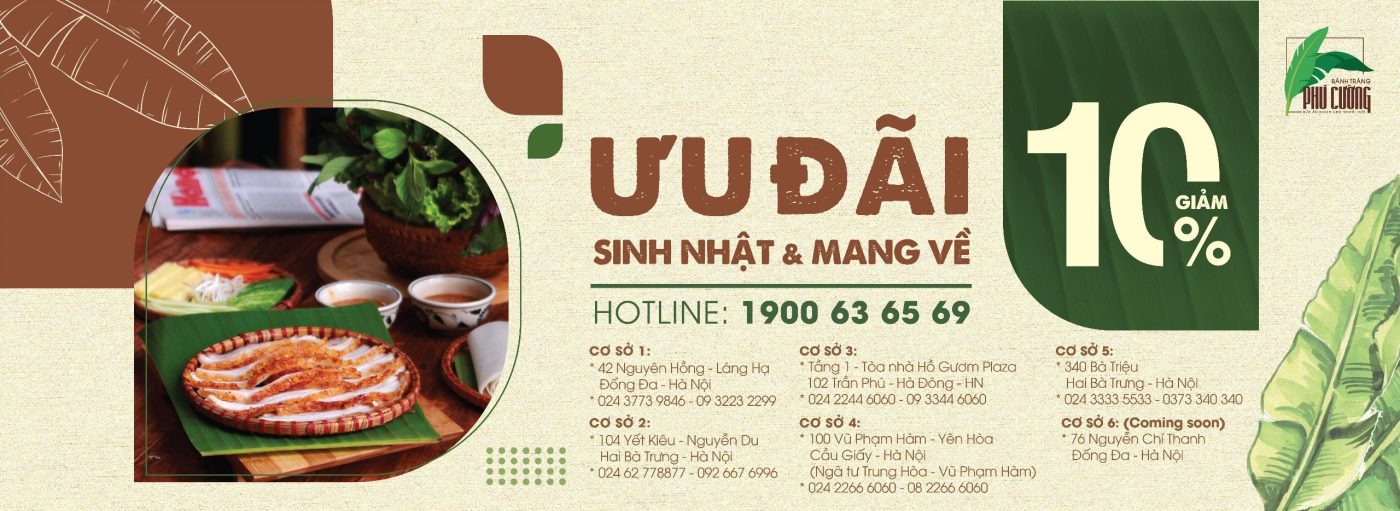 ƯU ĐÃI
SINH NHẬT & MANG VỀ
HOTLINE: 1900 63 65 69
10
GIẢM
%
BÁNH TRÁNG
PHÚ CƯỜNG
CƠ SỞ 1:
* 42 Nguyên Hồng - Láng Hạ
Đống Đa - Hà Nội
* 024 3773 9846 - 09 3223 2299
CƠ SỞ 2:
* 104 Yết Kiêu - Nguyễn Du
Hai Bà Trưng - Hà Nội
* 024 62 778877 - 092 667 6996
CƠ SỞ 3:
* Tầng 1 - Tòa nhà Hồ Gươm Plaza
102 Trần Phú - Hà Đông - HN
* 024 2244 6060 - 09 3344 6060
CƠ SỞ 4:
* 100 Vũ Phạm Hàm - Yên Hòa
Cầu Giấy - Hà Nội
(Ngã tư Trung Hòa - Vũ Phạm Hàm)
* 024 2266 6060 - 08 2266 6060
CƠ SỞ 5:
* 340 Bà Triệu
Hai Bà Trưng - Hà Nội
* 024 3333 5533 - 0373 340 340
CƠ SỞ 6: (Coming soon)
* 76 Nguyễn Chí Thanh
Đống Đa - Hà Nội